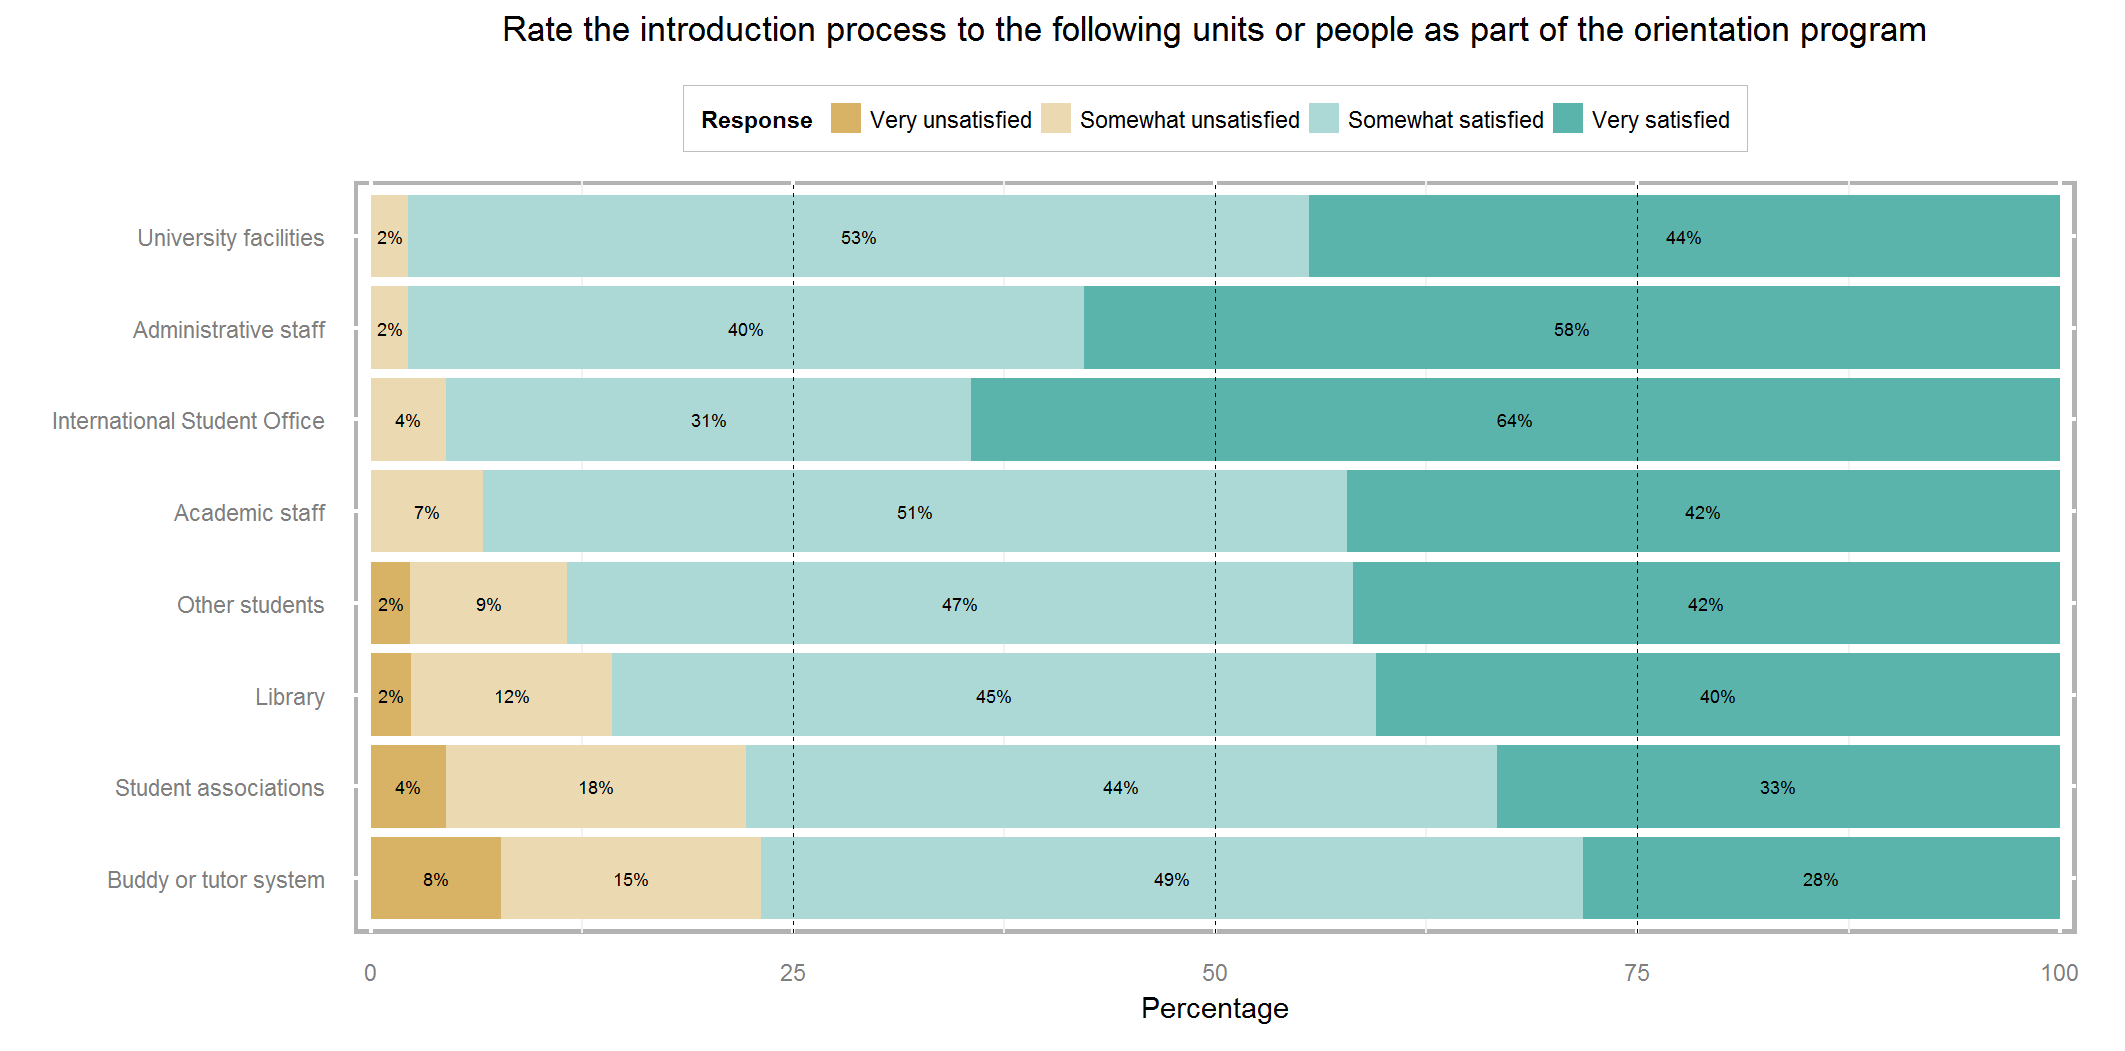 Rate the introduction process to the following units or people as part of the orientation program
Response Very unsatisfied Somewhat unsatisfied Somewhat satisfied Very satisfied
University facilities 2% 53% 44%
Administrative staff 2% 40% 58%
International Student Office 4% 31% 64%
Academic staff 7% 51% 42%
Other students 2% 9% 47% 42%
Library 2% 12% 45% 40%
Student associations 4% 18% 44% 33%
Buddy or tutor system 8% 15% 49% 28%
0 25 50 75 100
Percentage